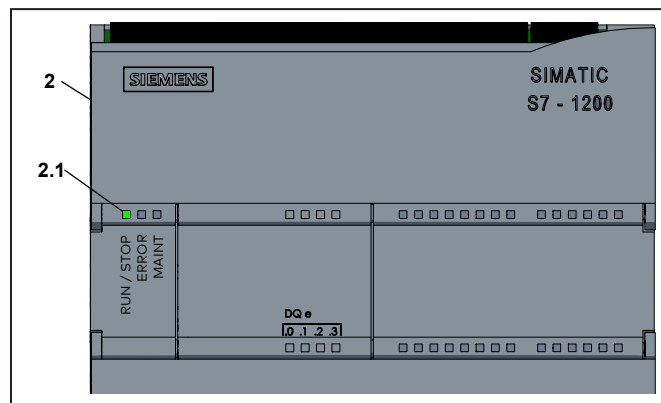 SIEMENS
SIMATIC
S7 - 1200
2
2.1
RUN / STOP
ERROR
MAINT
DQ e
.0 .1 .2 .3